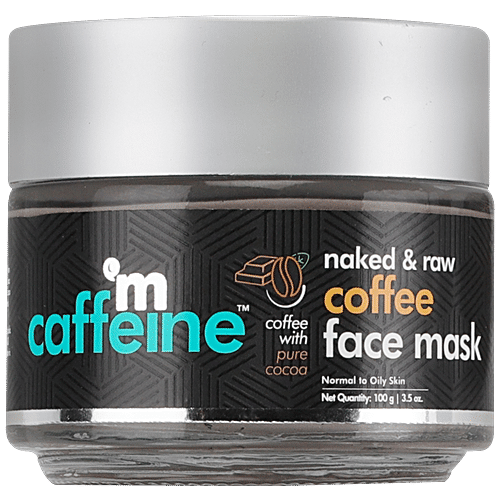 'm
caffeine™
coffee
with
pure
cocoa
naked & raw
coffee
face mask
Normal to Oily Skin
Net Quantity: 100 g | 3.5 oz.